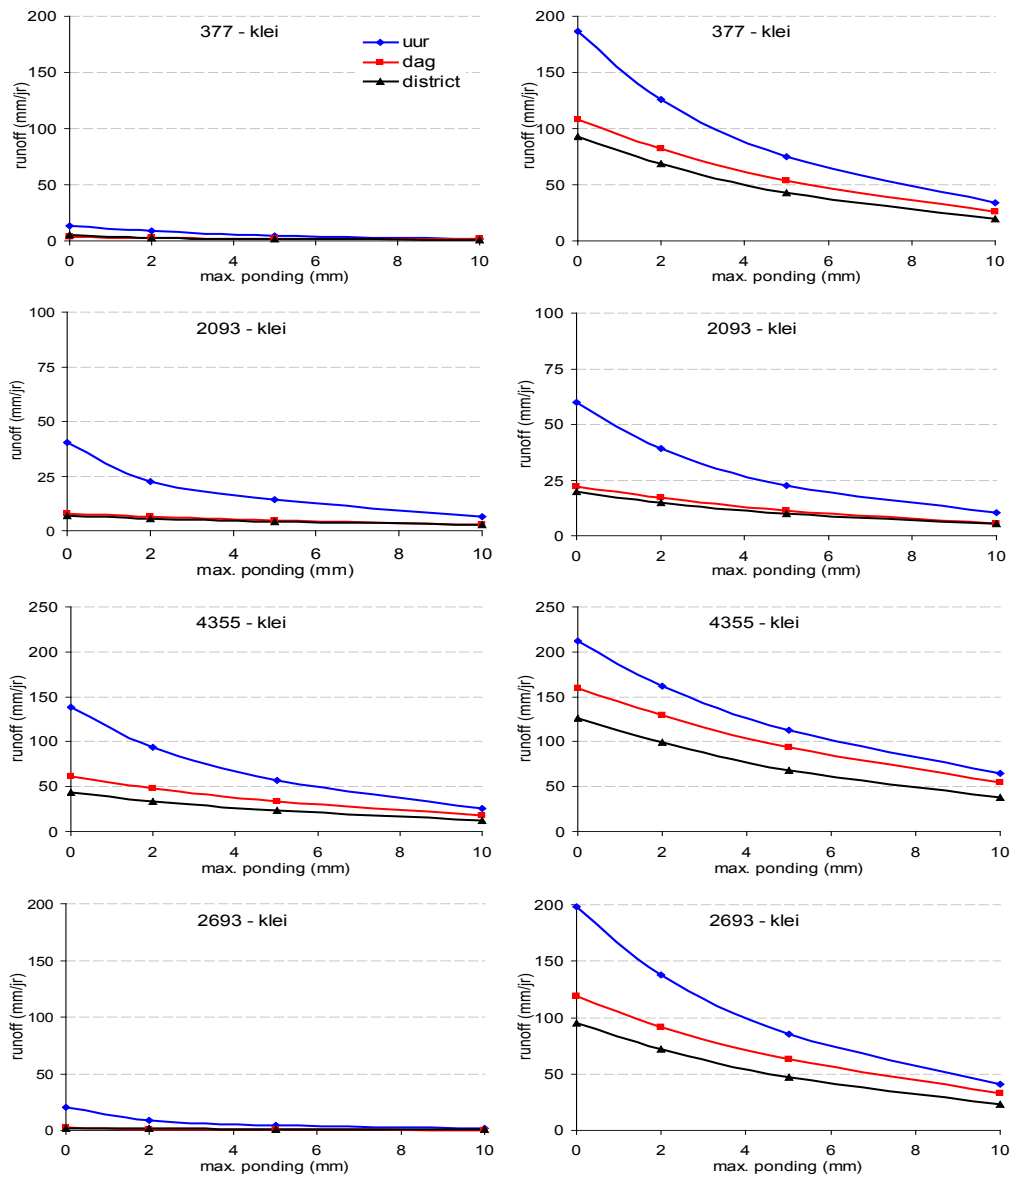 377 - klei
uur
dag
district
runoff (mm/jr)
200
150
100
50
0
0 2 4 6 8 10
max. ponding (mm)
377 - klei
runoff (mm/jr)
200
150
100
50
0
0 2 4 6 8 10
max. ponding (mm)
2093 - klei
runoff (mm/jr)
100
75
50
25
0
0 2 4 6 8 10
max. ponding (mm)
2093 - klei
runoff (mm/jr)
100
75
50
25
0
0 2 4 6 8 10
max. ponding (mm)
4355 - klei
runoff (mm/jr)
250
200
150
100
50
0
0 2 4 6 8 10
max. ponding (mm)
4355 - klei
runoff (mm/jr)
250
200
150
100
50
0
0 2 4 6 8 10
max. ponding (mm)
2693 - klei
runoff (mm/jr)
200
150
100
50
0
0 2 4 6 8 10
max. ponding (mm)
2693 - klei
runoff (mm/jr)
200
150
100
50
0
0 2 4 6 8 10
max. ponding (mm)